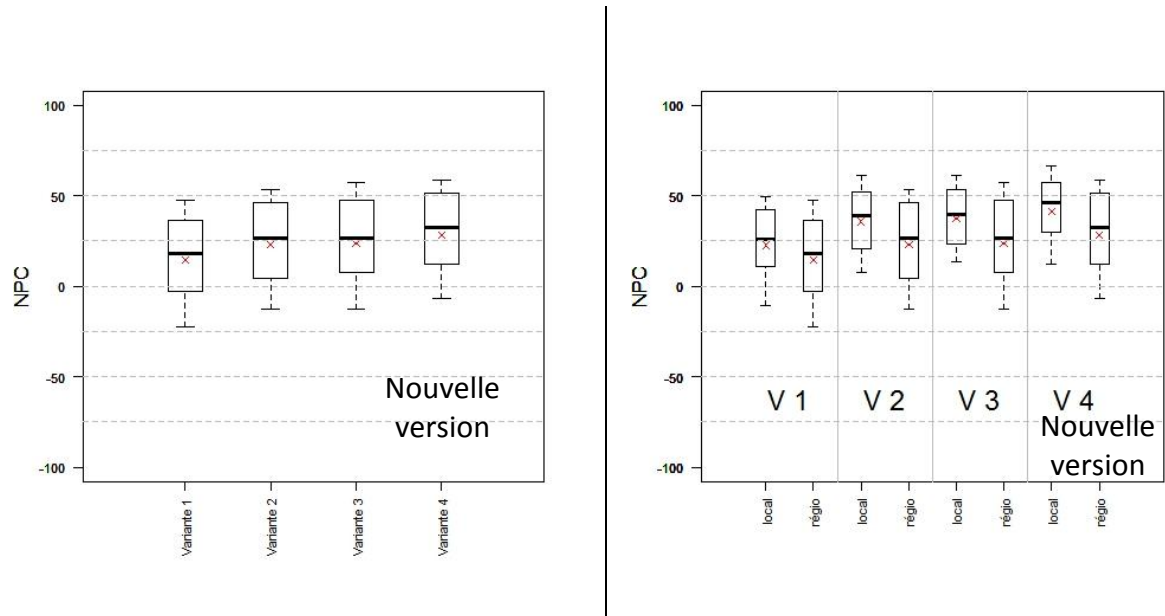 100
50
0
-50
-100
NPC
Nouvelle
version
Variante 1
Variante 2
Variante 3
Variante 4
100
50
0
-50
-100
NPC
V 1
V 2
V 3
V 4
Nouvelle
version
local
régio
local
régio
local
régio
local
régio